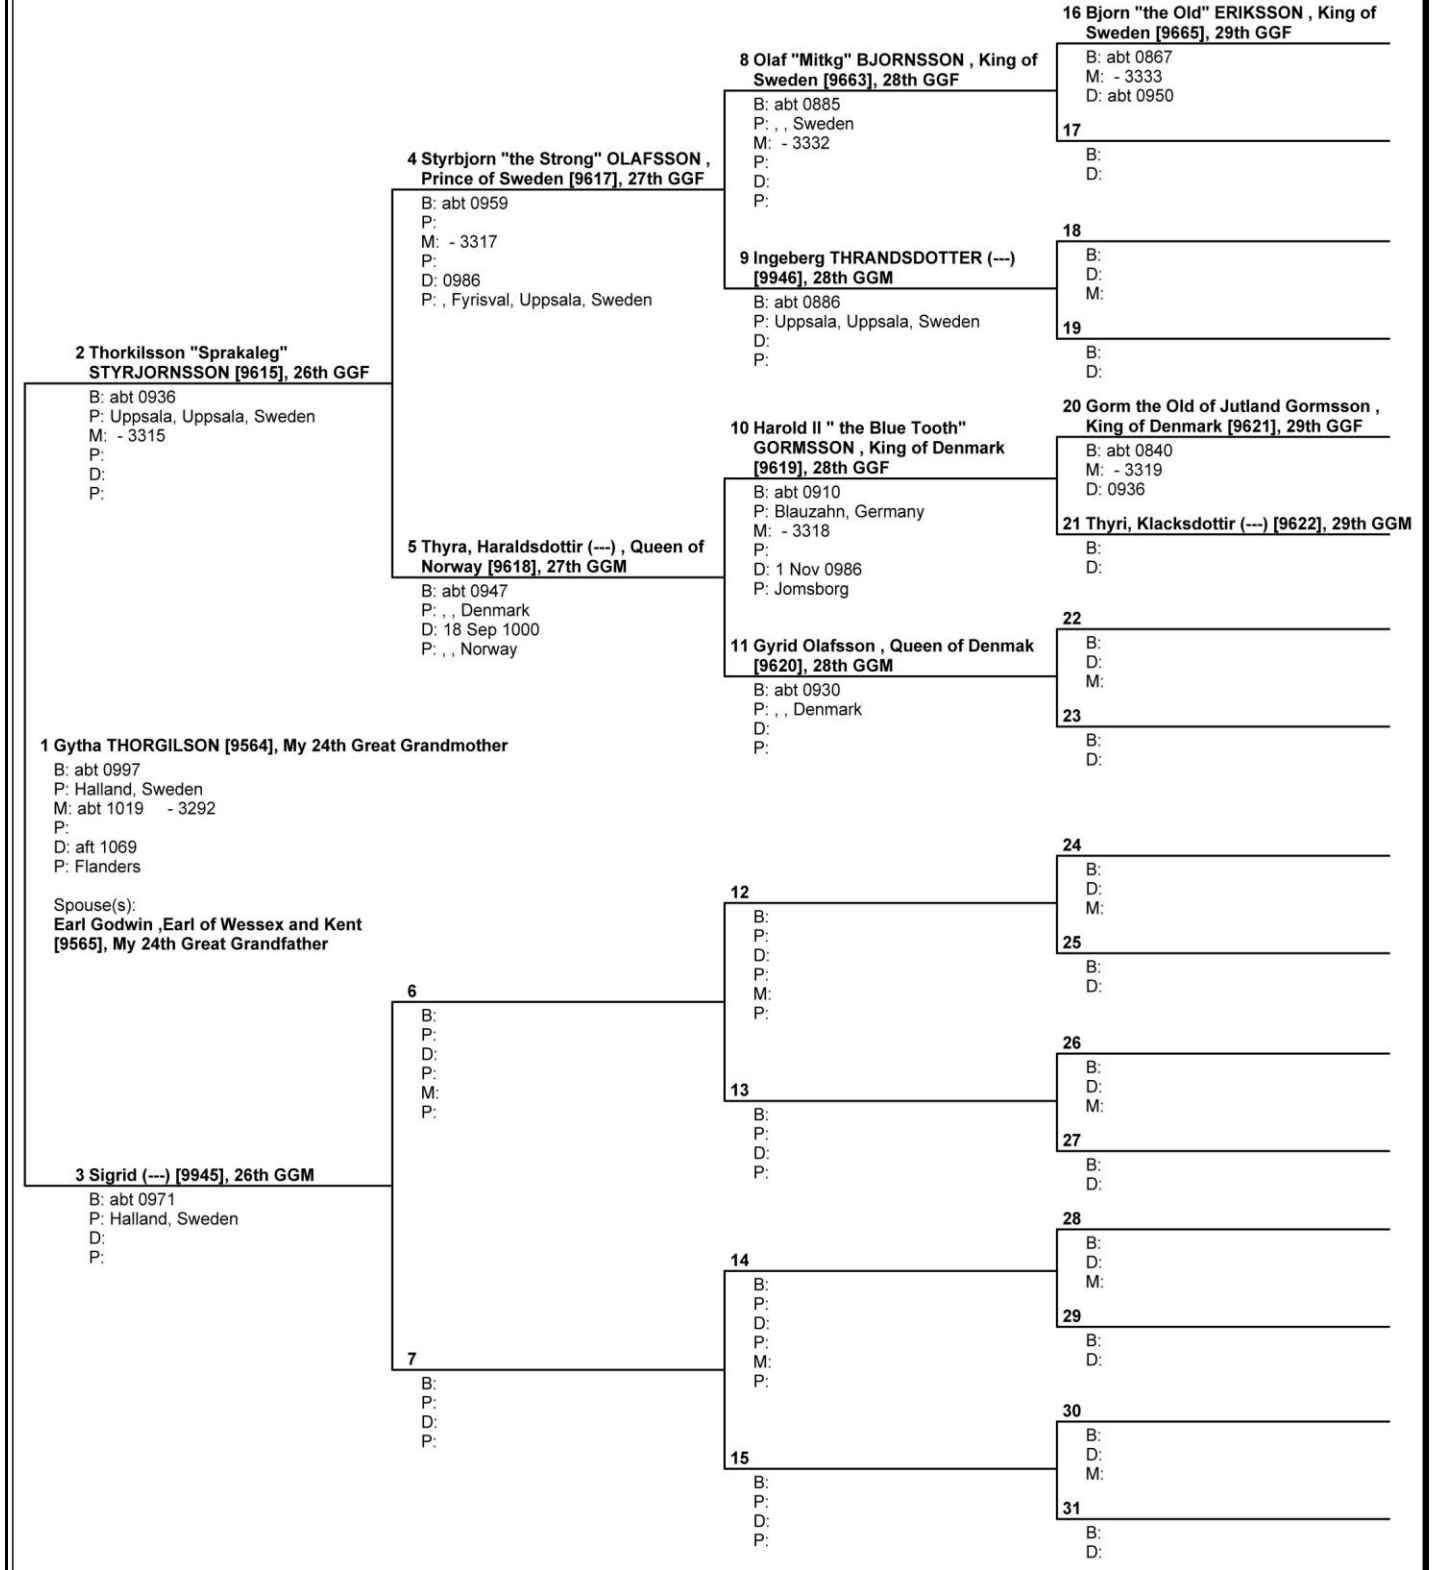 16 Bjorn "the Old" ERIKSSON , King of
Sweden [9665], 29th GGF
B: abt 0867
M: - 3333
D: abt 0950
8 Olaf "Mitkg" BJORNSSON , King of
Sweden [9663], 28th GGF
B: abt 0885
P: , , Sweden
M: - 3332
P:
D:
P:
17
B:
D:
4 Styrbjorn "the Strong" OLAFSSON ,
Prince of Sweden [9617], 27th GGF
B: abt 0959
P:
M: - 3317
P:
D: 0986
P: , Fyrisval, Uppsala, Sweden
18
B:
D:
M:
9 Ingeberg THRANDSDOTTER (---)
[9946], 28th GGM
B: abt 0886
P: Uppsala, Uppsala, Sweden
D:
P:
19
B:
D:
2 Thorkilsson "Sprakaleg"
STYRJORNSSON [9615], 26th GGF
B: abt 0936
P: Uppsala, Uppsala, Sweden
M: - 3315
P:
D:
P:
20 Gorm the Old of Jutland Gormsson ,
King of Denmark [9621], 29th GGF
B: abt 0840
M: - 3319
D: 0936
10 Harold II " the Blue Tooth"
GORMSSON , King of Denmark
[9619], 28th GGF
B: abt 0910
P: Blauzahn, Germany
M: - 3318
P:
D: 1 Nov 0986
P: Jomsborg
21 Thyri, Klacksdottir (---) [9622], 29th GGM
B:
D:
5 Thyra, Haraldsdottir (---) , Queen of
Norway [9618], 27th GGM
B: abt 0947
P: , , Denmark
D: 18 Sep 1000
P: , , Norway
22
B:
D:
M:
11 Gyrid Olafsson , Queen of Denmak
[9620], 28th GGM
B: abt 0930
P: , , Denmark
D:
P:
23
B:
D:
1 Gytha THORGILSON [9564], My 24th Great Grandmother
B: abt 0997
P: Halland, Sweden
M: abt 1019 - 3292
P:
D: aft 1069
P: Flanders
Spouse(s):
Earl Godwin ,Earl of Wessex and Kent
[9565], My 24th Great Grandfather
24
B:
D:
M:
12
B:
P:
D:
P:
M:
P:
25
B:
D:
6
B:
P:
D:
P:
M:
P:
26
B:
D:
M:
13
B:
P:
D:
P:
27
B:
D:
3 Sigrid (---) [9945], 26th GGM
B: abt 0971
P: Halland, Sweden
D:
P:
28
B:
D:
M:
14
B:
P:
D:
P:
M:
P:
29
B:
D:
7
B:
P:
D:
P:
30
B:
D:
M:
15
B:
P:
D:
P:
31
B:
D: